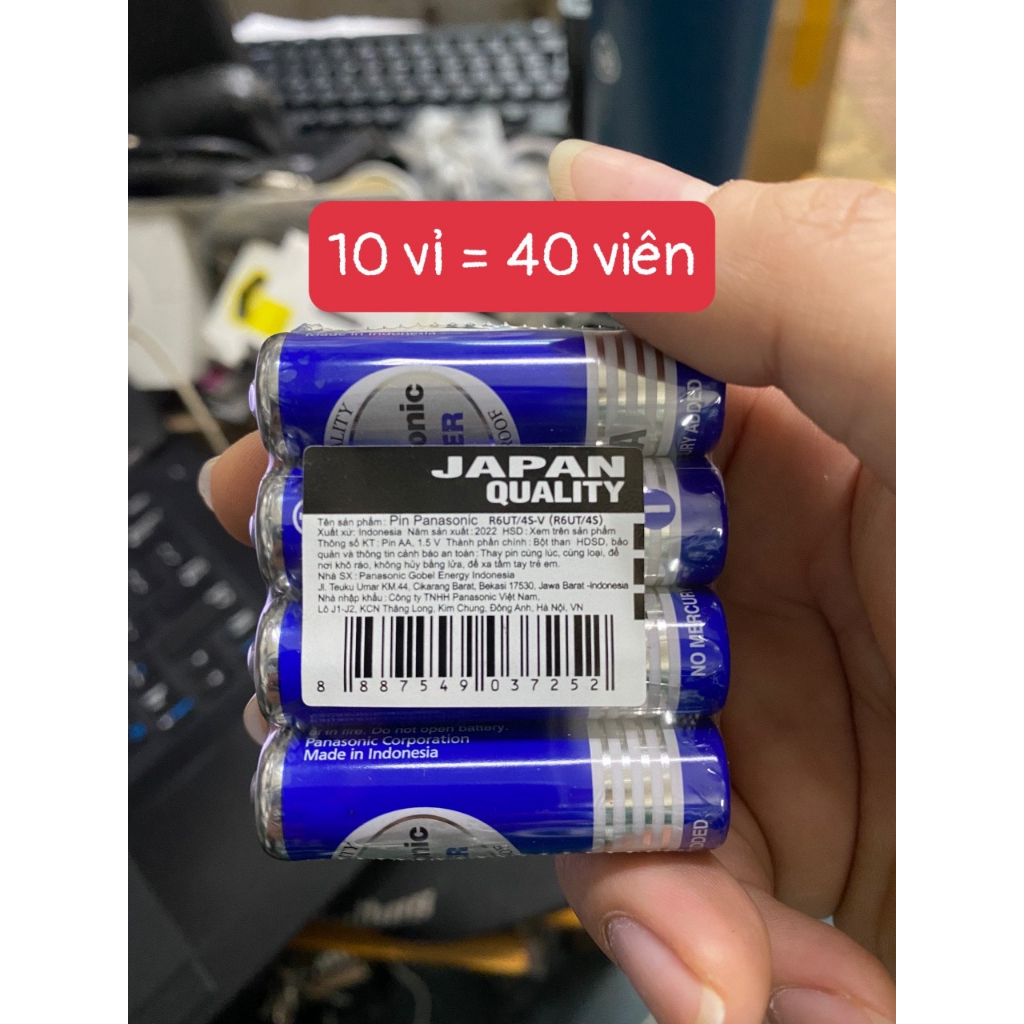 10 vỉ = 40 viên
Made in Indonesia
JAPAN
QUALITY
Tên sản phẩm : Pin Panasonic R6UT/4S-V (R6UT/4S)
Xuất xứ: Indonesia Năm sản xuất : 2022 HSD : Xem trên sản phẩm
Thông số KT : Pin AA, 1.5 V Thành phần chính : Bột than HDSD, bảo
quản và thông tin cảnh báo an toàn : Thay pin cùng lúc, cùng loại, để
nơi khô ráo, không hủy bằng lửa, để xa tầm tay trẻ em.
Nhà SX : Panasonic Gobel Energy Indonesia
Jl. Teuku Umar KM.44, Cikarang Barat, Bekasi 17530, Jawa Barat -Indonesia
Nhà nhập khẩu : Công ty TNHH Panasonic Việt Nam,
Lô J1-J2, KCN Thăng Long, Kim Chung, Đông Anh, Hà Nội, VN
8 887549 037252
NO MERCUR
ADDED
in fire. Do not open battery.
Panasonic Corporation
Made in Indonesia